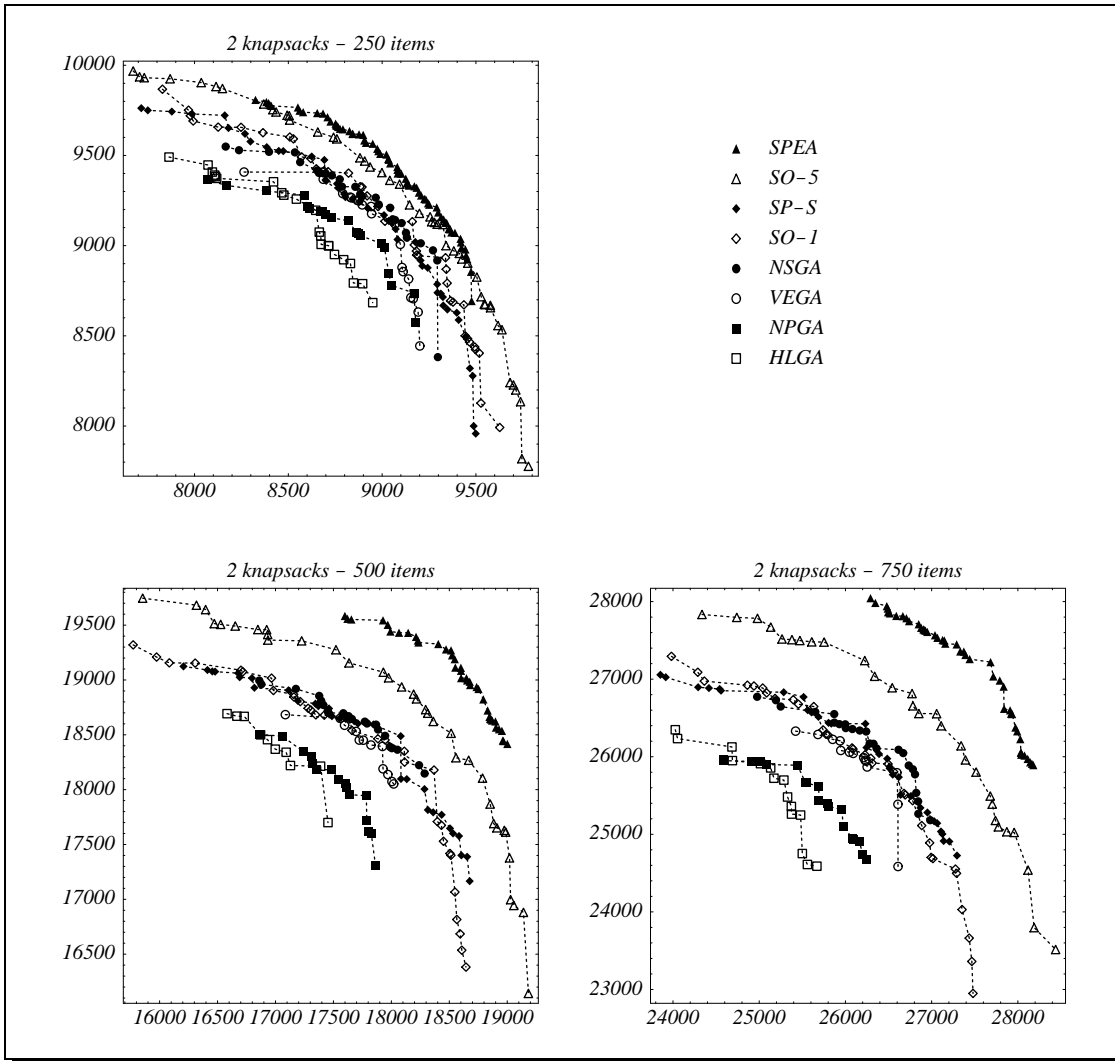 2 knapsacks − 250 items
10000
9500
9000
8500
8000
8000 8500 9000 9500
SPEA
SO−5
SP−S
SO−1
NSGA
VEGA
NPGA
HLGA
2 knapsacks − 500 items
19500
19000
18500
18000
17500
17000
16500
16000 16500 17000 17500 18000 18500 19000
2 knapsacks − 750 items
28000
27000
26000
25000
24000
23000
24000 25000 26000 27000 28000